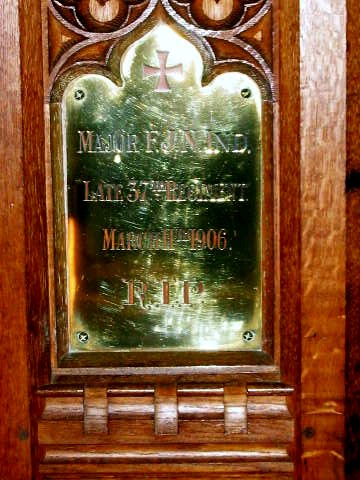 MAJOR F.J.N. IND.
LATE 37TH REGIMENT.
MARCH 11TH 1906.
R.I.P.